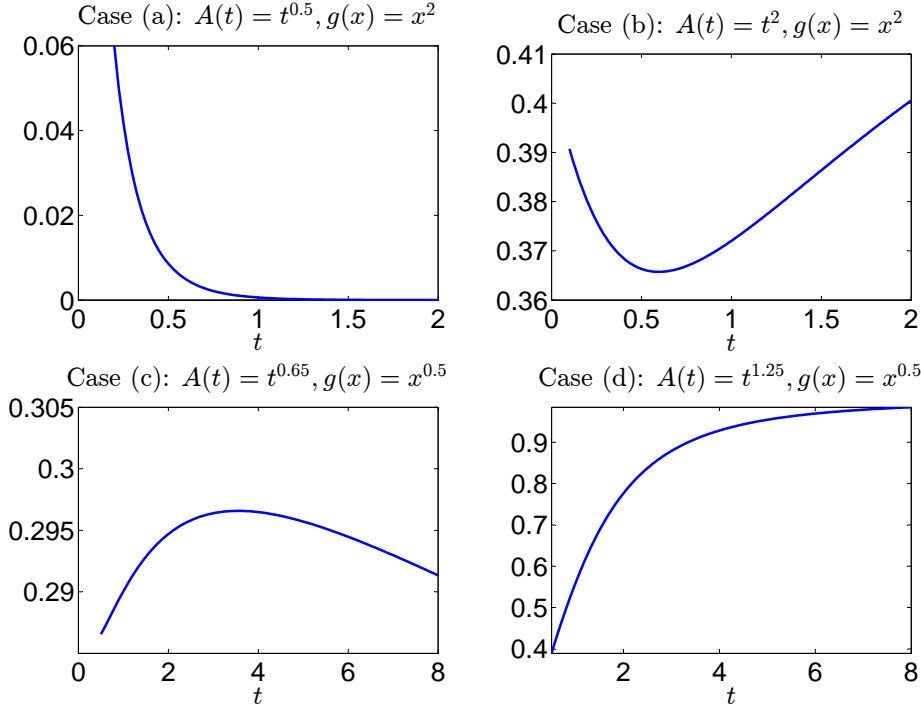 Case (a): A(t) = t^0.5, g(x) = x^2
0.06
0.04
0.02
0
0 0.5 1 1.5 2
t
Case (b): A(t) = t^2, g(x) = x^2
0.41
0.4
0.39
0.38
0.37
0.36
0 0.5 1 1.5 2
t
Case (c): A(t) = t^0.65, g(x) = x^0.5
0.305
0.3
0.295
0.29
0 2 4 6 8
t
Case (d): A(t) = t^1.25, g(x) = x^0.5
0.9
0.8
0.7
0.6
0.5
0.4
2 4 6 8
t